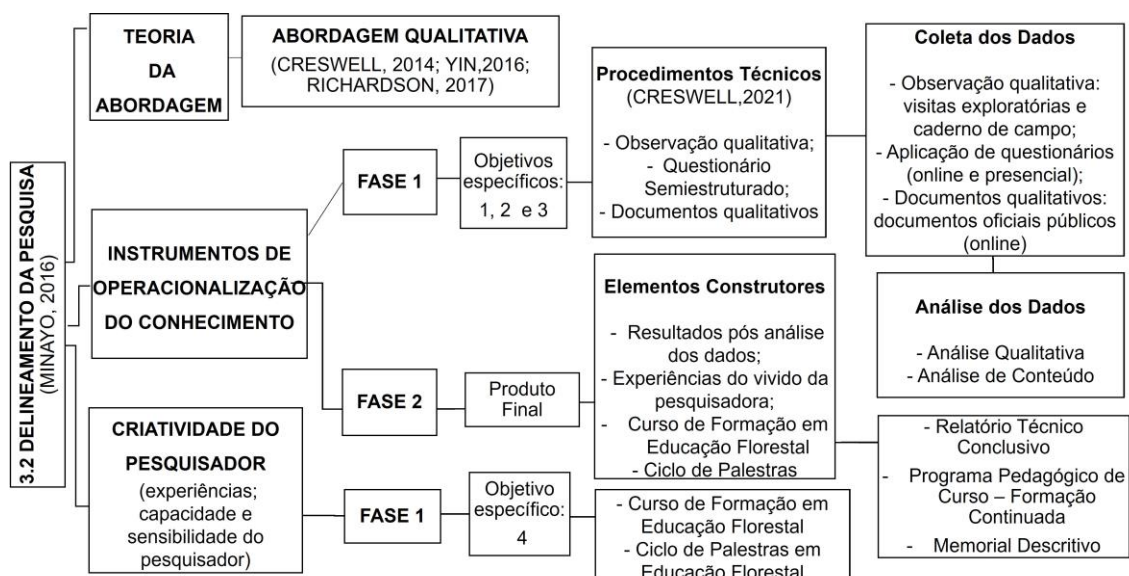 3.2 DELINEAMENTO DA PESQUISA
(MINAYO, 2016)
TEORIA
DA
ABORDAGEM
ABORDAGEM QUALITATIVA
(CRESWELL, 2014; YIN,2016;
RICHARDSON, 2017)
INSTRUMENTOS DE
OPERACIONALIZAÇÃO
DO CONHECIMENTO
FASE 1
Objetivos
específicos:
1, 2 e 3
Procedimentos Técnicos
(CRESWELL,2021)
- Observação qualitativa;
- Questionário
Semiestruturado;
- Documentos qualitativos
Coleta dos Dados
- Observação qualitativa:
visitas exploratórias e
caderno de campo;
- Aplicação de questionários
(online e presencial);
- Documentos qualitativos:
documentos oficiais públicos
(online)
Análise dos Dados
- Análise Qualitativa
- Análise de Conteúdo
FASE 2
Produto
Final
Elementos Construtores
- Resultados pós análise
dos dados;
- Experiências do vivido da
pesquisadora;
- Curso de Formação em
Educação Florestal
- Ciclo de Palestras
- Relatório Técnico
Conclusivo
- Programa Pedagógico de
Curso – Formação
Continuada
- Memorial Descritivo
CRIATIVIDADE DO
PESQUISADOR
(experiências;
capacidade e
sensibilidade do
pesquisador)
FASE 1
Objetivo
específico:
4
- Curso de Formação em
Educação Florestal
- Ciclo de Palestras em
Educação Florestal